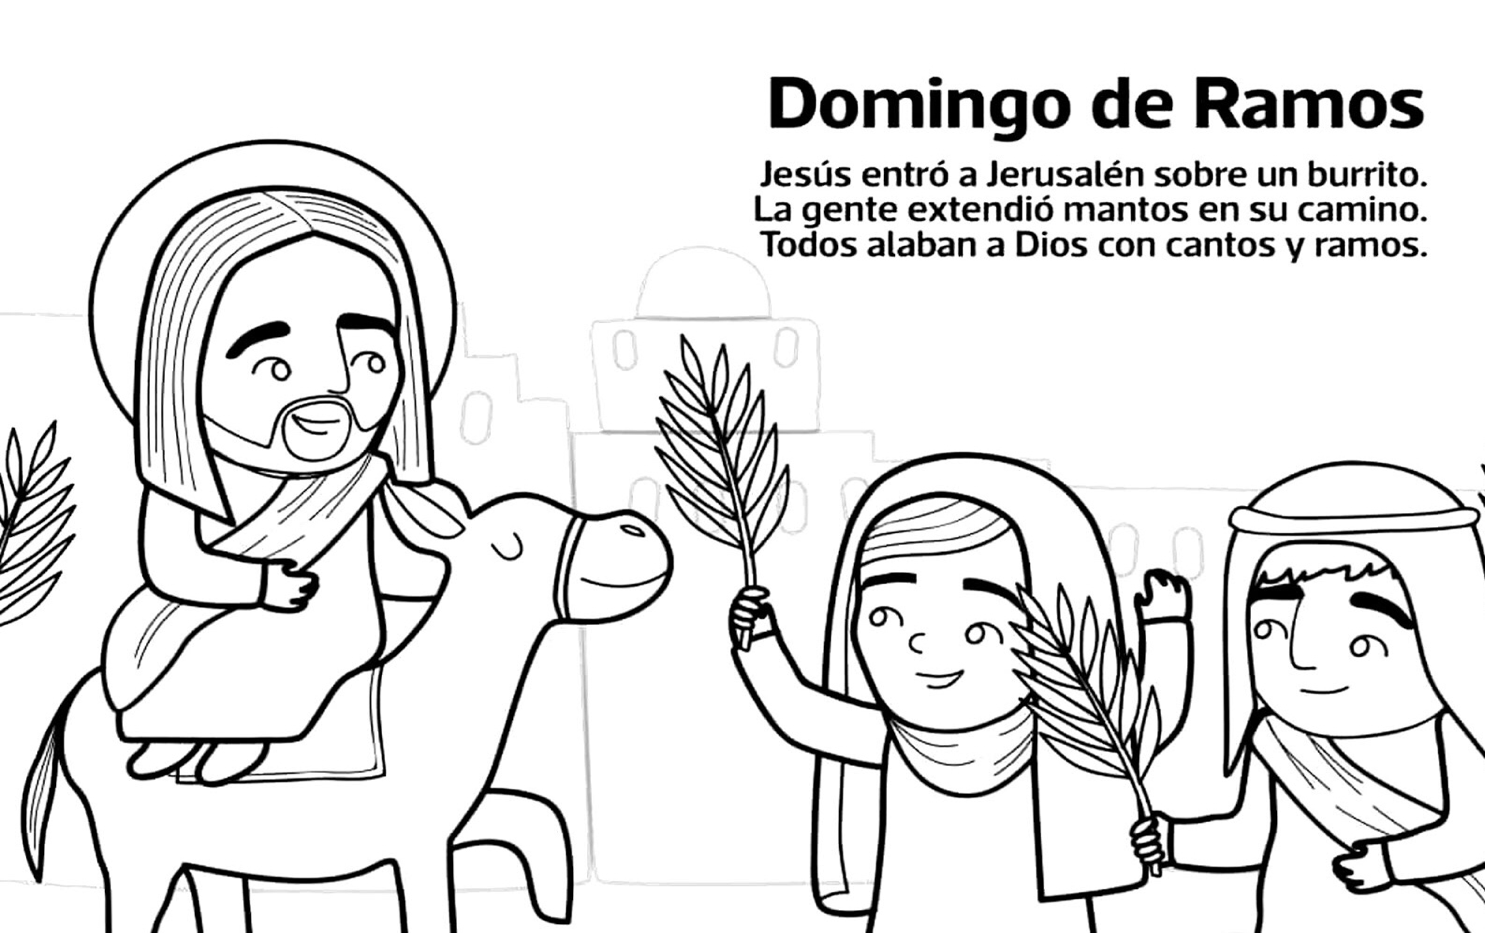 Domingo de Ramos
Jesús entró a Jerusalén sobre un burrito.
La gente extendió mantos en su camino.
Todos alaban a Dios con cantos y ramos.